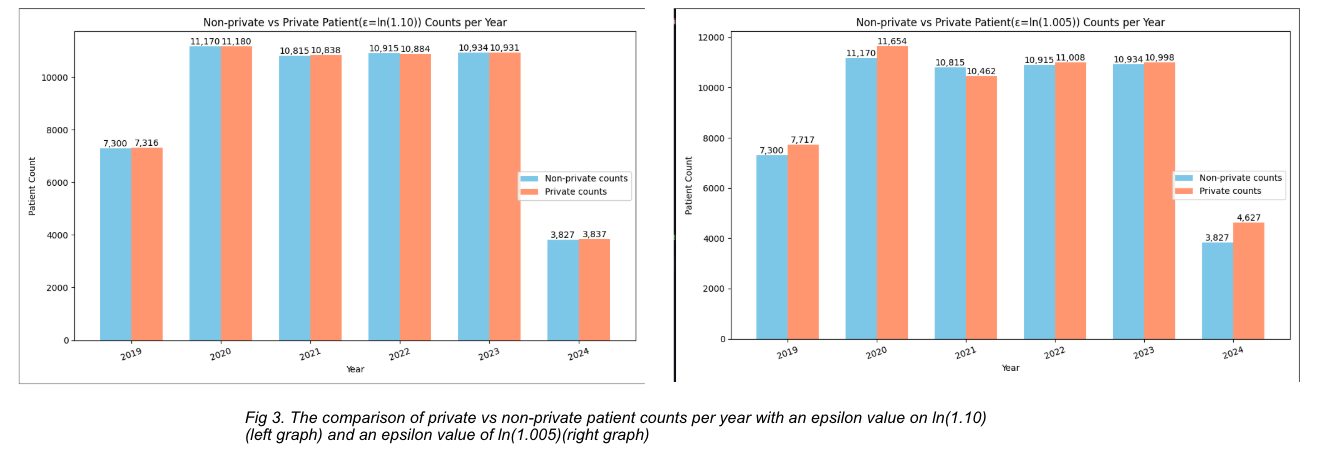 Non-private vs Private Patient(ε=ln(1.10)) Counts per Year
11,170 11,180
10,815 10,838
10,915 10,884
10,934 10,931
7,300 7,316
3,827 3,837
10000
8000
6000
4000
2000
0
Patient Count
Non-private counts
Private counts
2019 2020 2021 2022 2023 2024
Year
Non-private vs Private Patient(ε=ln(1.005)) Counts per Year
11,170 11,654
10,815 10,462
10,915 11,008
10,934 10,998
7,300 7,717
3,827 4,627
12000
10000
8000
6000
4000
2000
0
Patient Count
Non-private counts
Private counts
2019 2020 2021 2022 2023 2024
Year
Fig 3. The comparison of private vs non-private patient counts per year with an epsilon value on ln(1.10)
(left graph) and an epsilon value of ln(1.005)(right graph)